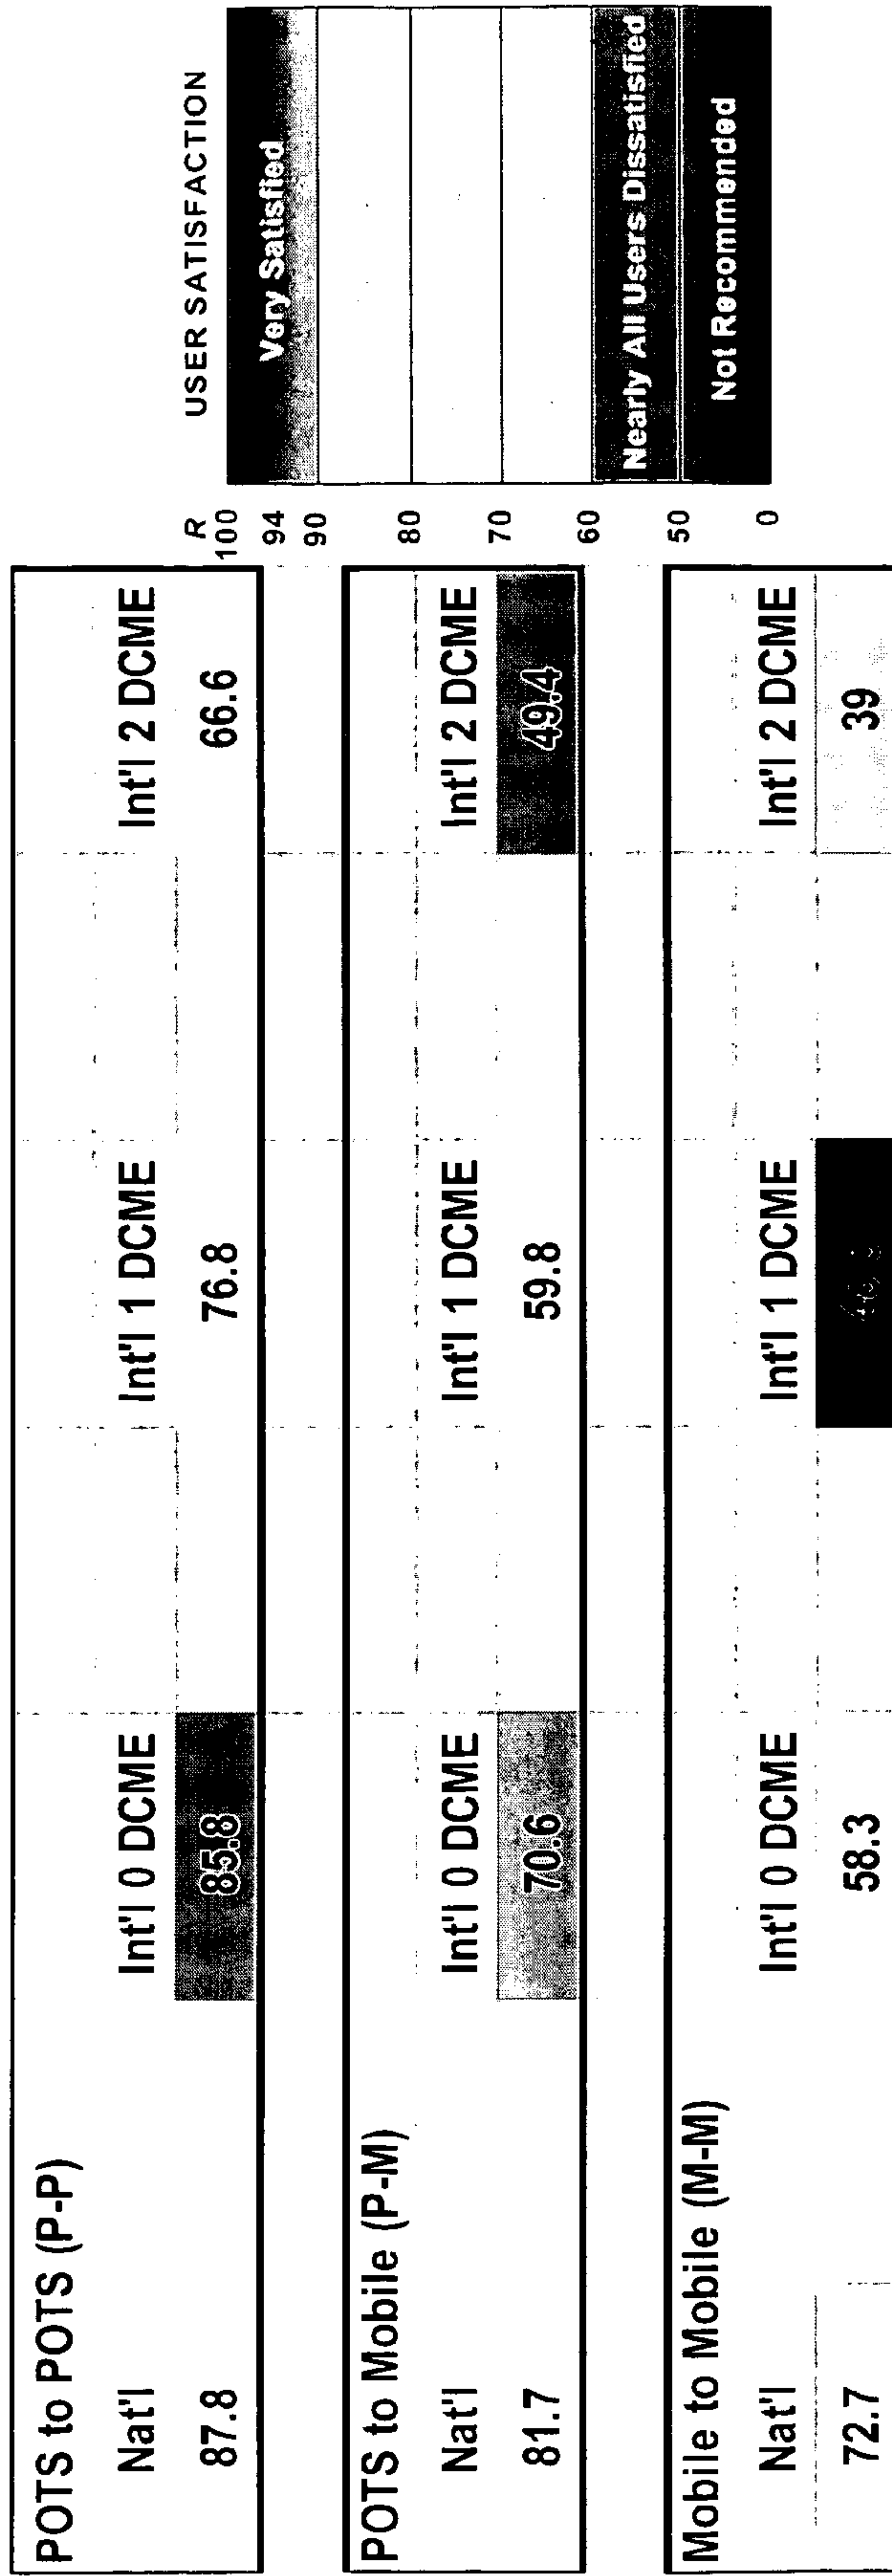 POTS to POTS (P-P)
Nat'l Int'l 0 DCME Int'l 1 DCME Int'l 2 DCME
87.8 85.8 76.8 66.6
POTS to Mobile (P-M)
Nat'l Int'l 0 DCME Int'l 1 DCME Int'l 2 DCME
81.7 70.6 59.8 49.4
Mobile to Mobile (M-M)
Nat'l Int'l 0 DCME Int'l 1 DCME Int'l 2 DCME
72.7 58.3 39
R USER SATISFACTION
100
Very Satisfied
94
90
80
70
60
Nearly All Users Dissatisfied
50
Not Recommended
0